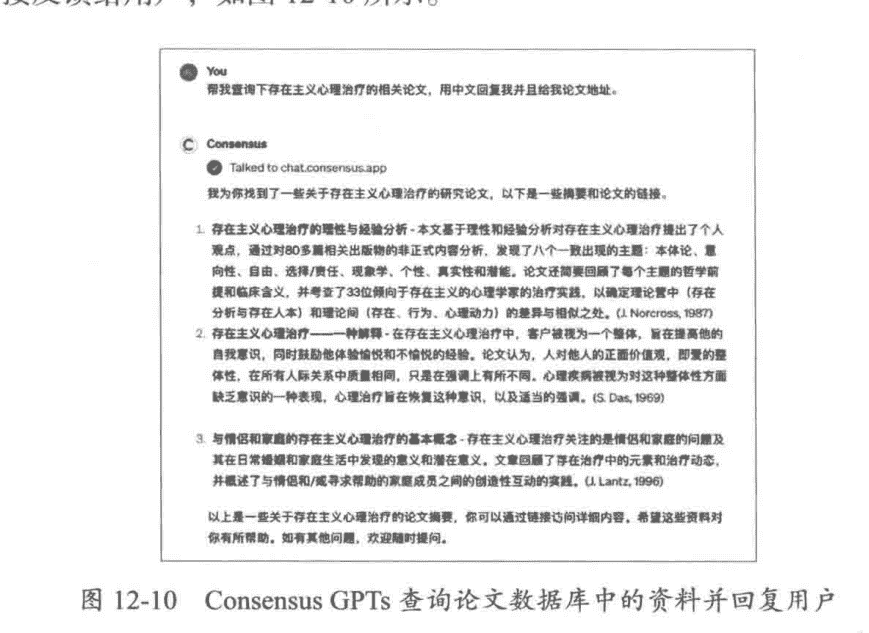 按反馈给用户，如图 12-10 所示。
You
帮我查询下存在主义心理治疗的相关论文，用中文回复我并且给我论文地址。
Consensus
Talked to chat.consensus.app
我为你找到了一些关于存在主义心理治疗的研究论文，以下是一些摘要和论文的链接。
1. 存在主义心理治疗的理性与经验分析 - 本文基于理性和经验分析对存在主义心理治疗提出了个人
观点，通过对80多篇相关出版物的非正式内容分析，发现了八个一致出现的主题：本体论、意
向性、自由、选择/责任、现象学、个性、真实性和潜能。论文还简要回顾了每个主题的哲学前
提和临床含义，并考查了33位倾向于存在主义的心理学家的治疗实践，以确定理论管中（存在
分析与存在人本）和理论间（存在、行为、心理动力）的差异与相似之处。(J. Norcross, 1987)
2. 存在主义心理治疗——一种解释 - 在存在主义心理治疗中，客户被视为一个整体，旨在提高他的
自我意识，同时鼓励他体验愉悦和不愉悦的经验。论文认为，人对他人的正面价值观，即爱的整
体性，在所有人际关系中质量相同，只是在强调上有所不同。心理疾病被视为对这种整体性方面
缺乏意识的一种表现，心理治疗旨在恢复这种意识，以及适当的强调。(S. Das, 1969)
3. 与情侣和家庭的存在主义心理治疗的基本概念 - 存在主义心理治疗关注的是情侣和家庭的问题及
其在日常婚姻和家庭生活中发现的意义和潜在意义。文章回顾了存在治疗中的元素和治疗动态，
并概述了与情侣和/或寻求帮助的家庭成员之间的创造性互动的实践。(J. Lantz, 1996)
以上是一些关于存在主义心理治疗的论文摘要，你可以通过链接访问详细内容。希望这些资料对
你有所帮助。如有其他问题，欢迎随时提问。
图 12-10 Consensus GPTs 查询论文数据库中的资料并回复用户